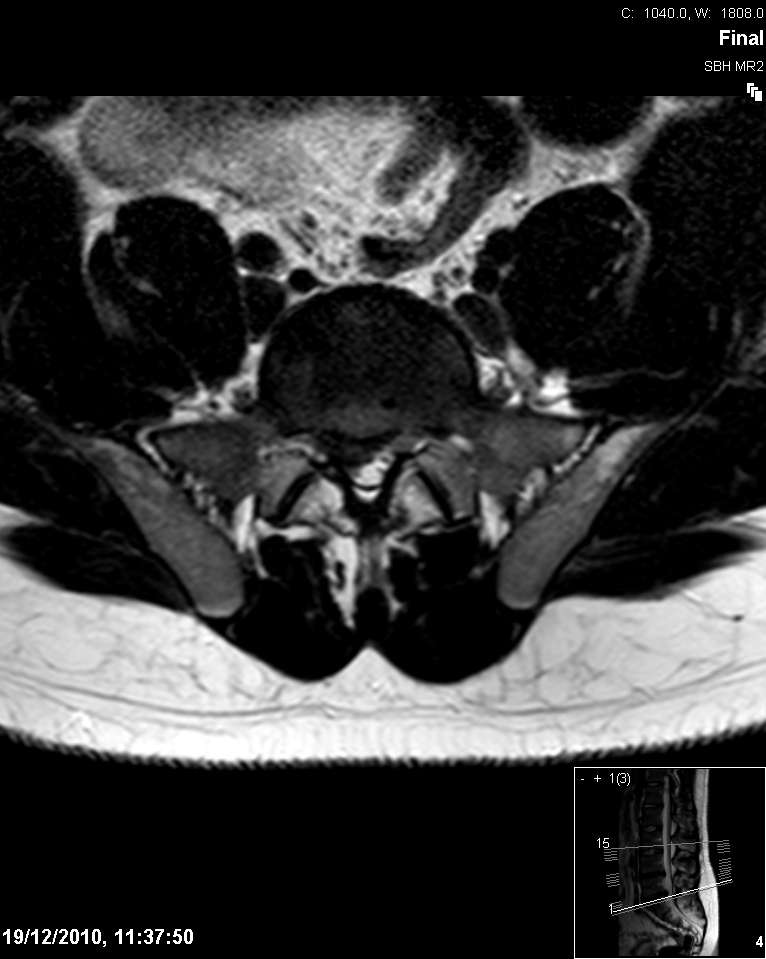 C: 1040.0, W: 1808.0
Final
SBH MR2
- + 1(3)
15
1
19/12/2010, 11:37:50
4